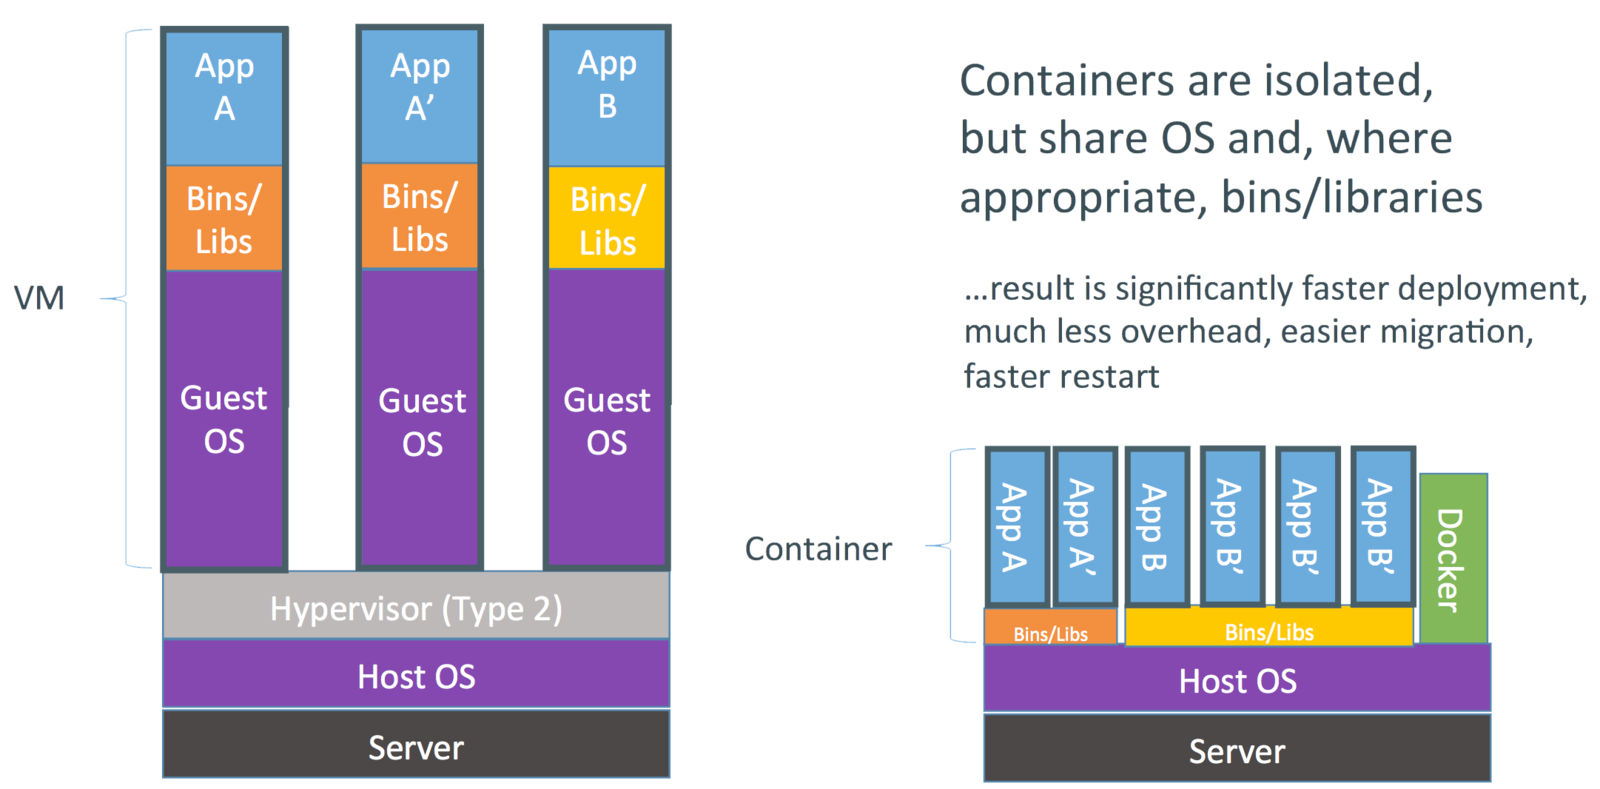 VM
App
A
Bins/
Libs
Guest
OS
App
A’
Bins/
Libs
Guest
OS
App
B
Bins/
Libs
Guest
OS
Hypervisor (Type 2)
Host OS
Server
Containers are isolated,
but share OS and, where
appropriate, bins/libraries
...result is significantly faster deployment,
much less overhead, easier migration,
faster restart
Container
App A
App A’
App B
App B’
App B’
App B’
Docker
Bins/Libs
Bins/Libs
Host OS
Server